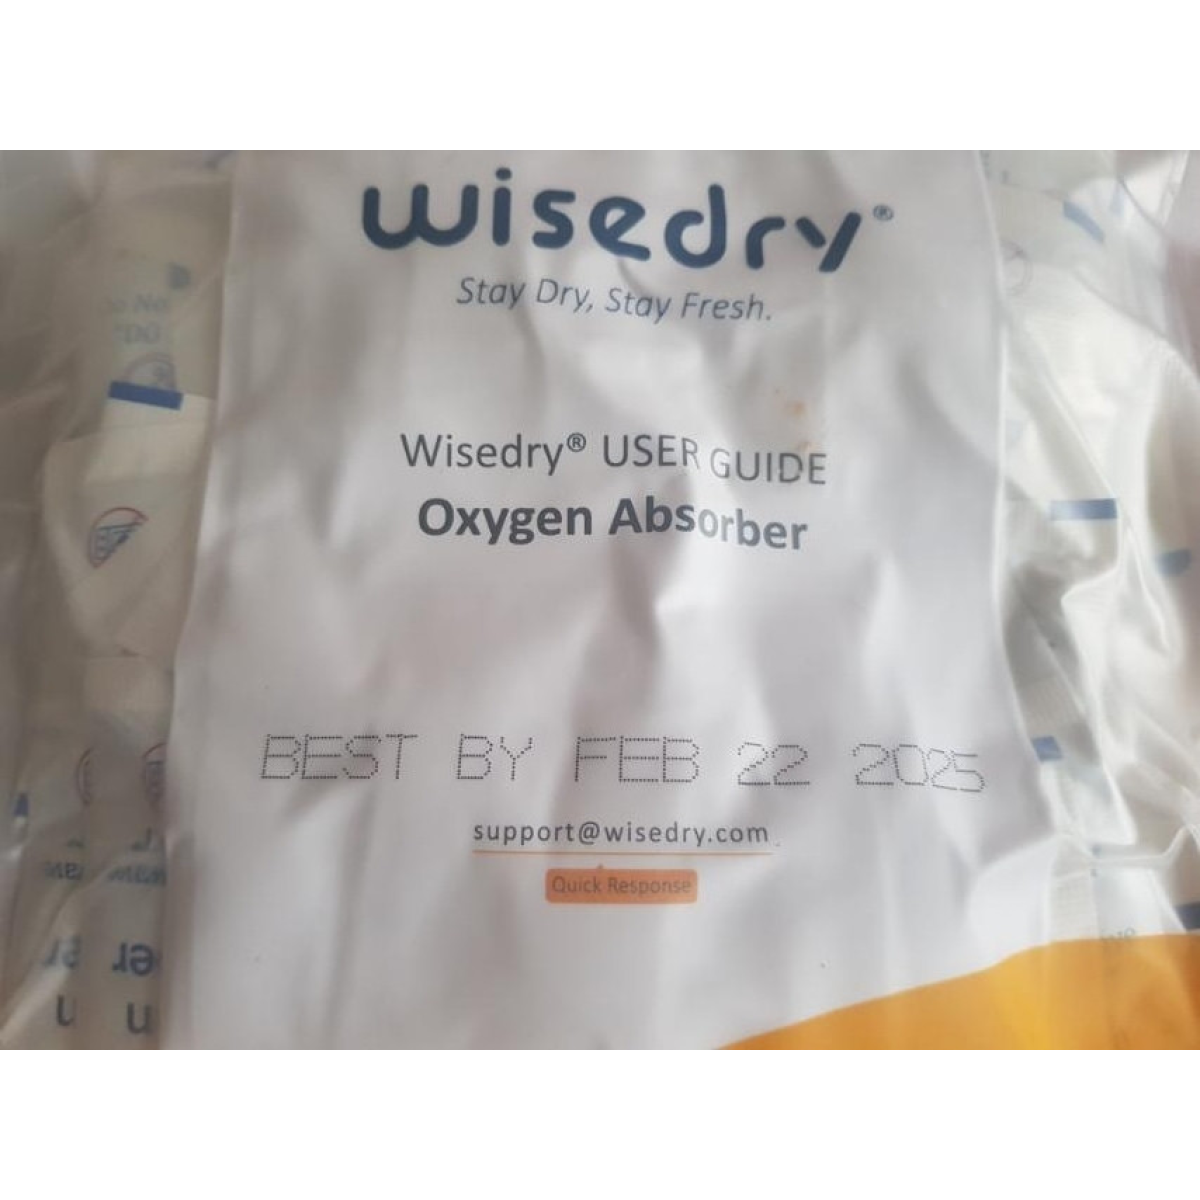 wisedry®
Stay Dry, Stay Fresh.
Wisedry® USER GUIDE
Oxygen Absorber
BEST BY FEB 22 2025
support@wisedry.com
Quick Response